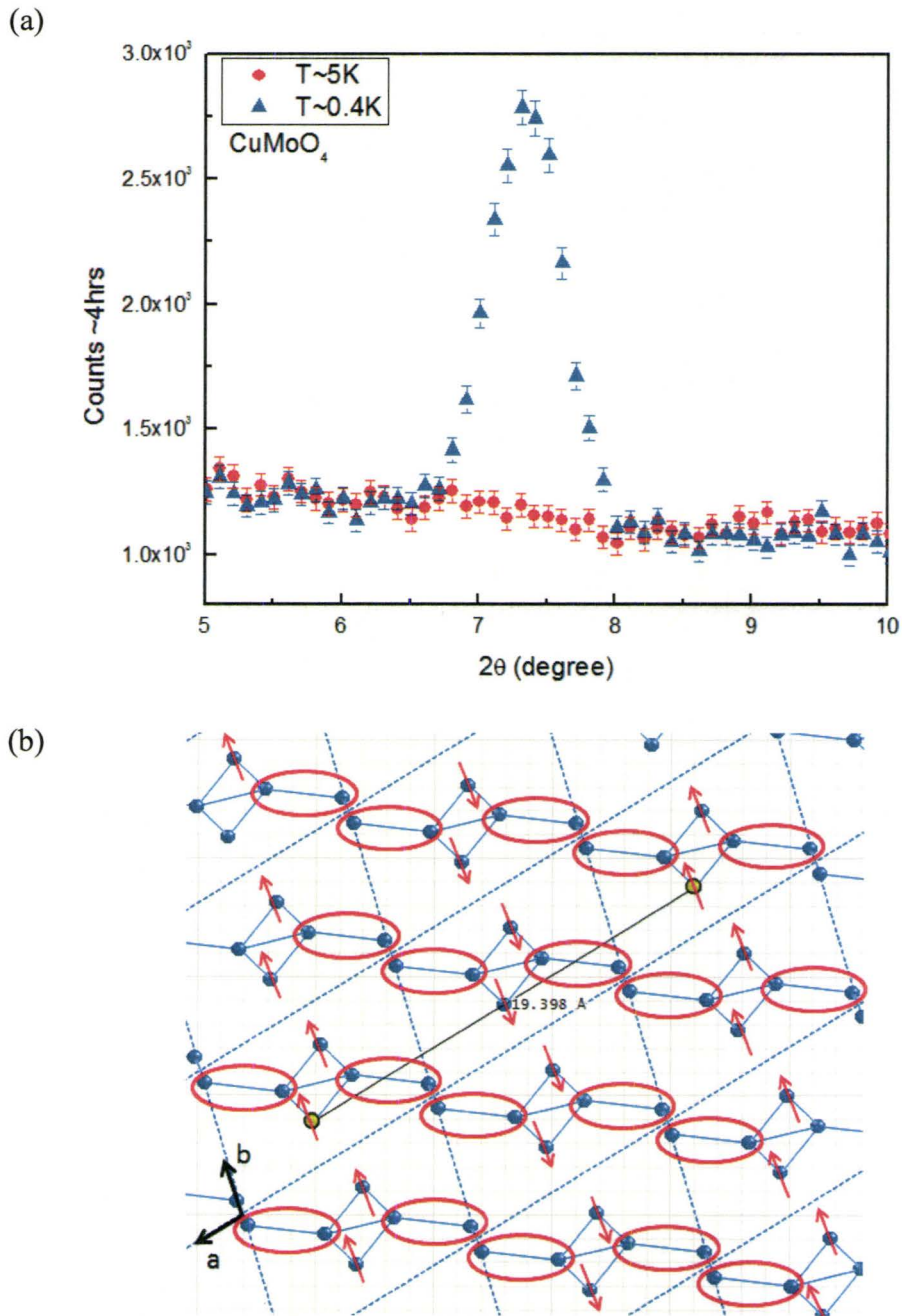 (a)
3.0x10³
T~5K
T~0.4K
CuMoO₄
2.5x10³
2.0x10³
1.5x10³
1.0x10³
Counts ~4hrs
5 6 7 8 9 10
2θ (degree)
(b)
19.398 A
b
a